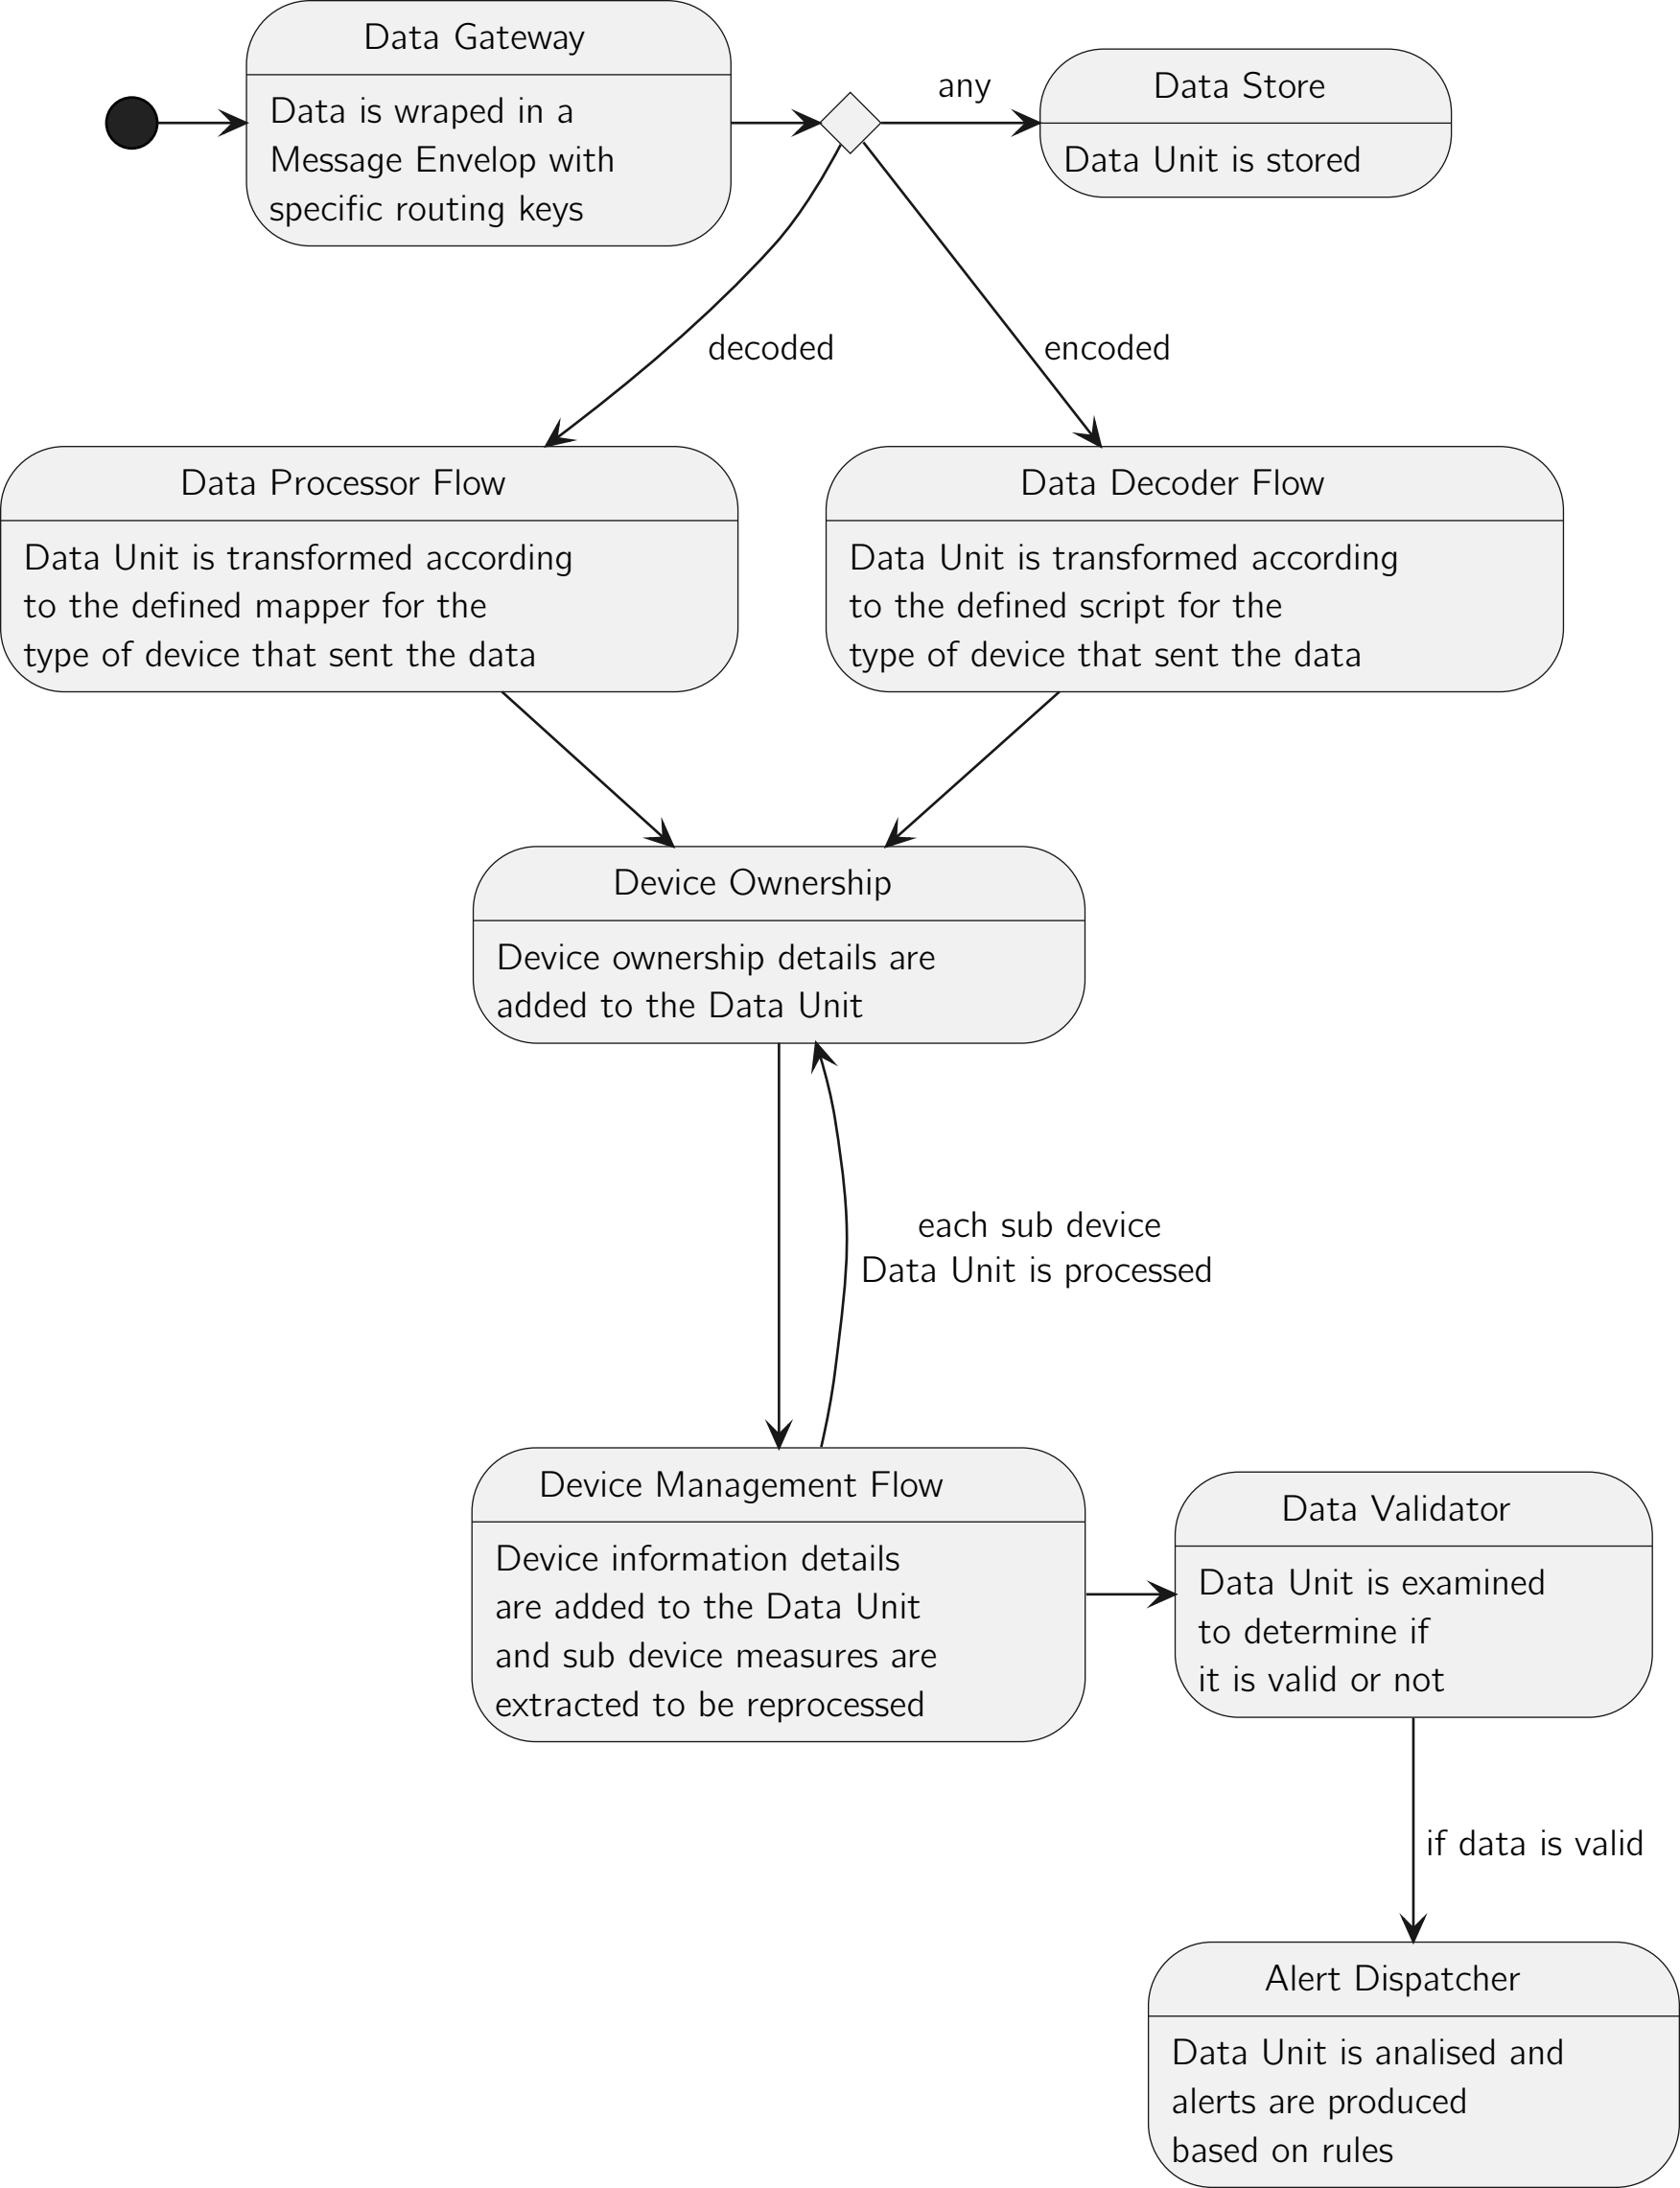 Data Gateway
Data is wraped in a
Message Envelop with
specific routing keys
any
Data Store
Data Unit is stored
decoded
encoded
Data Processor Flow
Data Unit is transformed according
to the defined mapper for the
type of device that sent the data
Data Decoder Flow
Data Unit is transformed according
to the defined script for the
type of device that sent the data
Device Ownership
Device ownership details are
added to the Data Unit
each sub device
Data Unit is processed
Device Management Flow
Device information details
are added to the Data Unit
and sub device measures are
extracted to be reprocessed
Data Validator
Data Unit is examined
to determine if
it is valid or not
if data is valid
Alert Dispatcher
Data Unit is analised and
alerts are produced
based on rules